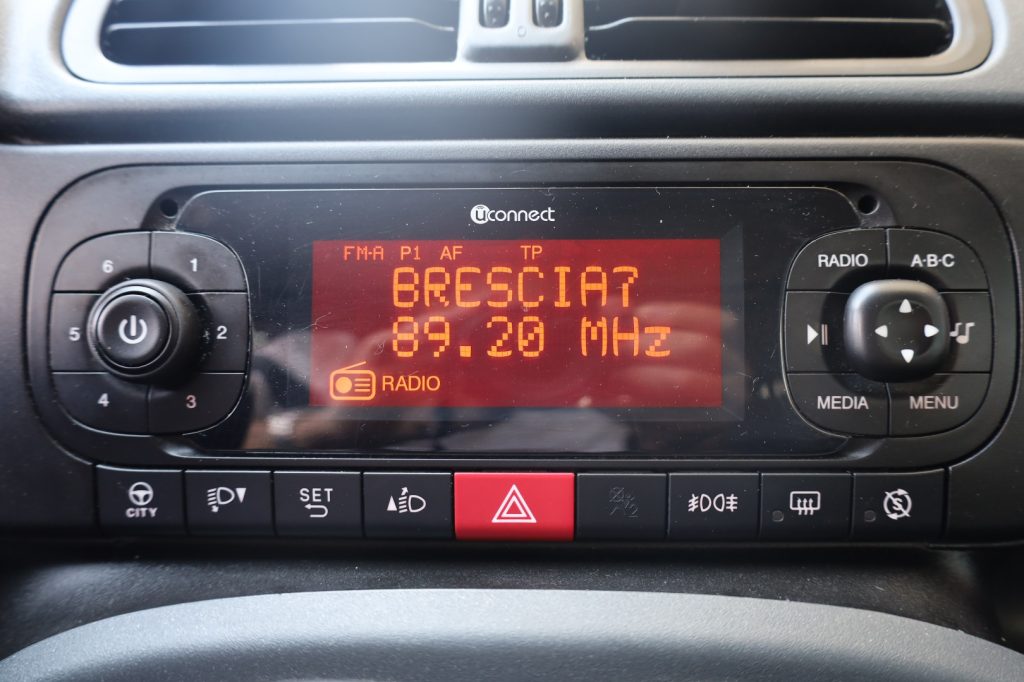 uconnect
FM-A P1 AF TP
BRESCIA7
89.20 MHz
RADIO
6
1
5
2
4
3
RADIO
A·B·C
MEDIA
MENU
CITY
SET